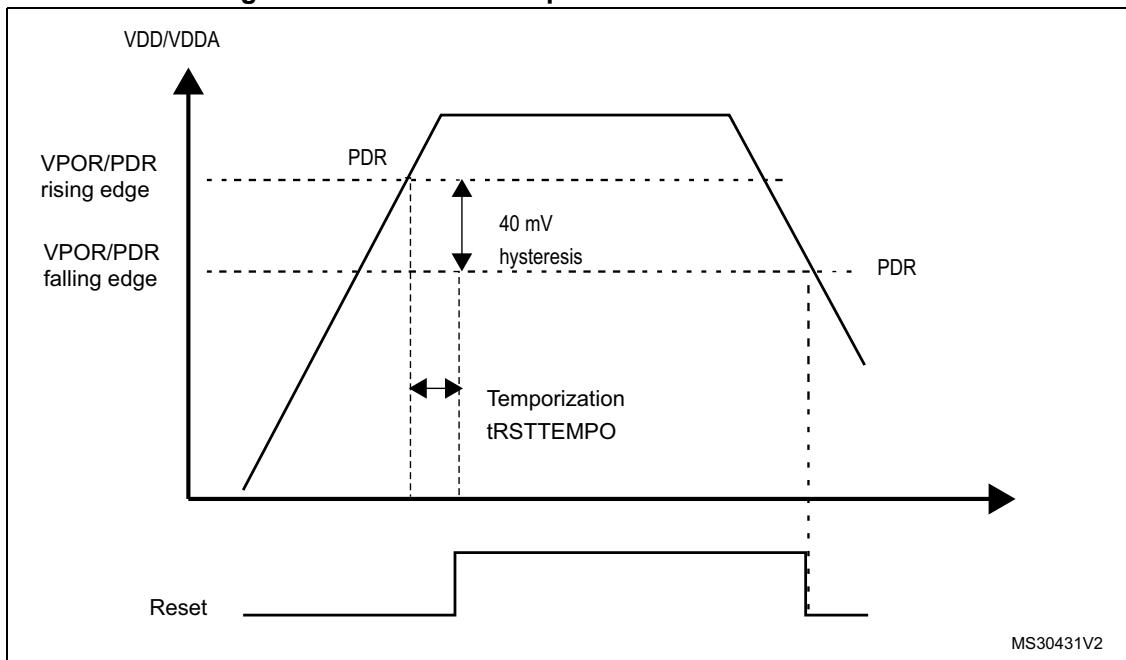 VDD/VDDA
VPOR/PDR
rising edge
PDR
40 mV
hysteresis
VPOR/PDR
falling edge
PDR
Temporization
tRSTTEMPO
Reset
MS30431V2